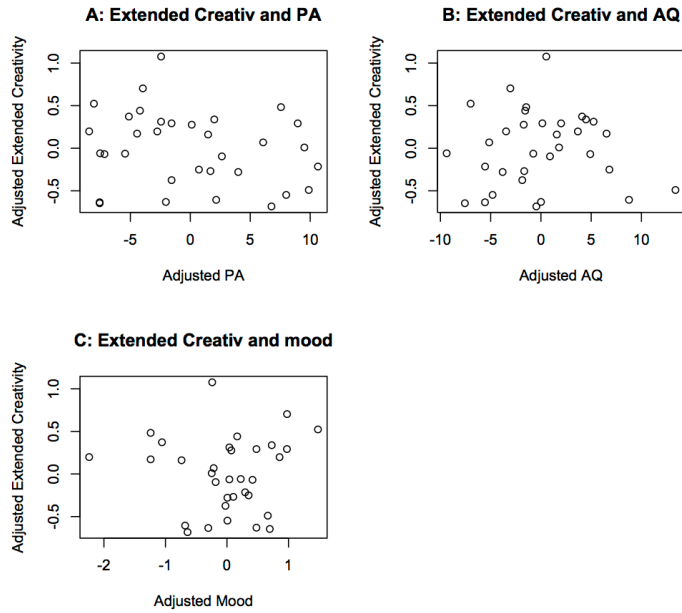 A: Extended Creativ and PA
Adjusted Extended Creativity
-0.5 0.0 0.5 1.0
-5 0 5 10
Adjusted PA
B: Extended Creativ and AQ
Adjusted Extended Creativity
-0.5 0.0 0.5 1.0
-10 -5 0 5 10
Adjusted AQ
C: Extended Creativ and mood
Adjusted Extended Creativity
-0.5 0.0 0.5 1.0
-2 -1 0 1
Adjusted Mood